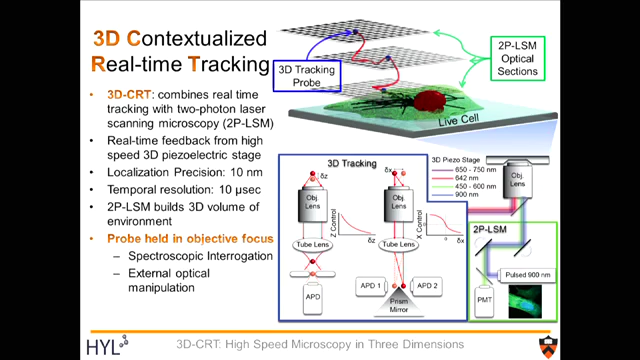 3D Contextualized
Real-time Tracking
• 3D-CRT: combines real time
tracking with two-photon laser
scanning microscopy (2P-LSM)
• Real-time feedback from high
speed 3D piezoelectric stage
• Localization Precision: 10 nm
• Temporal resolution: 10 µsec
• 2P-LSM builds 3D volume of
environment
• Probe held in objective focus
– Spectroscopic Interrogation
– External optical
manipulation
3D Tracking
Probe
2P-LSM
Optical
Sections
Live Cell
3D Tracking
δz
Obj.
Lens
Z Control
δz
Tube Lens
APD
δx
Obj.
Lens
X Control
0
δx
Tube Lens
APD 1
APD 2
Prism
Mirror
3D Piezo Stage
650 - 750 nm
642 nm
450 - 600 nm
900 nm
Obj.
Lens
2P-LSM
Pulsed 900 nm
PMT
HYL
3D-CRT: High Speed Microscopy in Three Dimensions